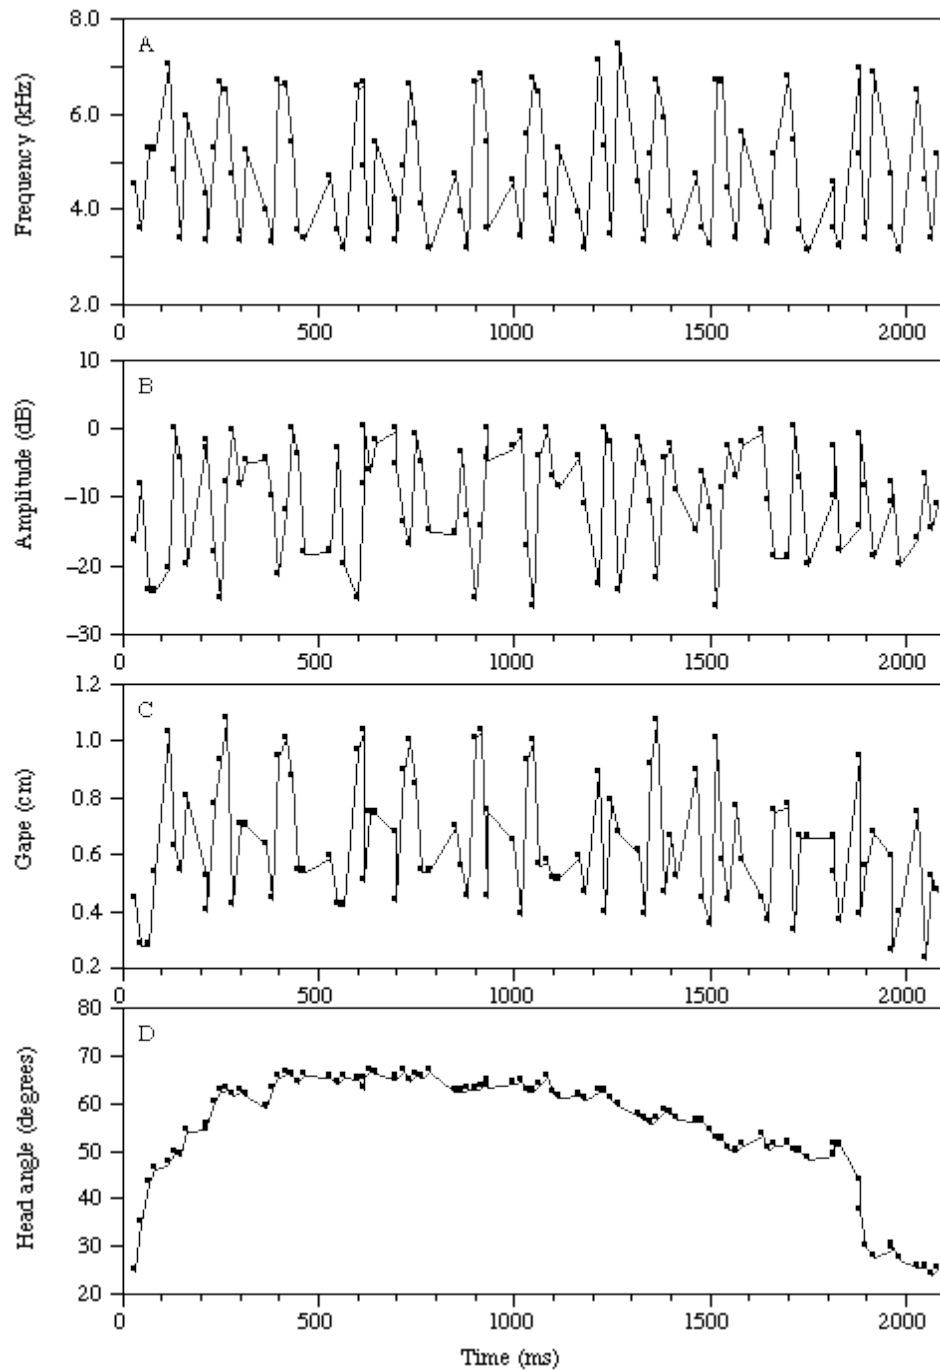 8.0
A
6.0
4.0
2.0
Frequency (kHz)
0 500 1000 1500 2000
10
B
0
–10
–20
–30
Amplitude (dB)
0 500 1000 1500 2000
1.2
C
1.0
0.8
0.6
0.4
0.2
Gape (cm)
0 500 1000 1500 2000
80
D
70
60
50
40
30
20
Head angle (degrees)
0 500 1000 1500 2000
Time (ms)